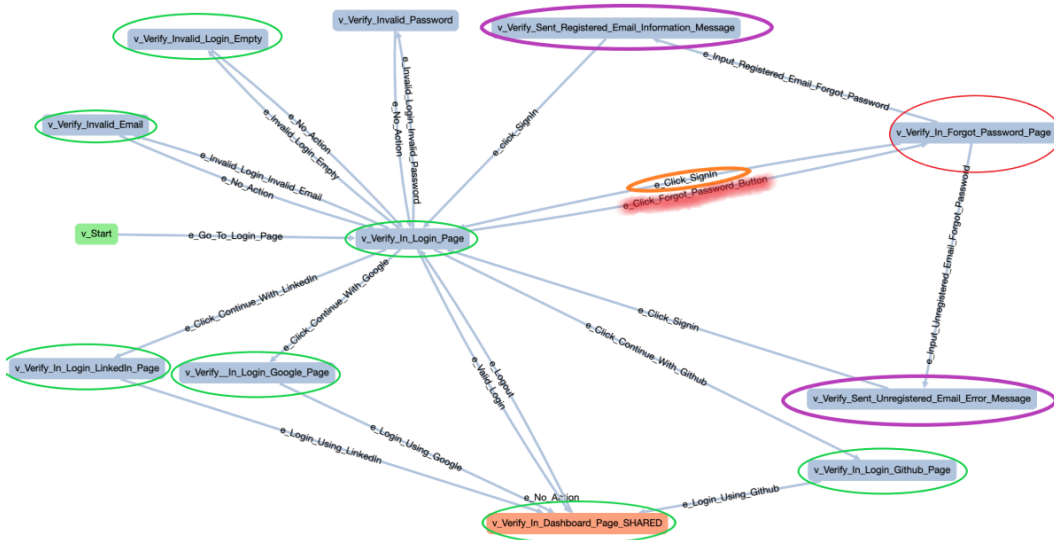 v_Verify_Invalid_Password
v_Verify_Sent_Registered_Email_Information_Message
v_Verify_Invalid_Login_Empty
e_Input_Registered_Email_Forgot_Password
v_Verify_Invalid_Email
e_No_Action
e_Invalid_Login_Empty
e_Invalid_Login_Invalid_Password
e_No_Action
e_click_SignIn
v_Verify_In_Forgot_Password_Page
e_Invalid_Login_Invalid_Email
e_No_Action
e_Click_SignIn
e_Click_Forgot_Password_Button
v_Start
e_Go_To_Login_Page
v_Verify_In_Login_Page
e_Input_Unregistered_Email_Forgot_Password
e_Click_Continue_With_LinkedIn
e_Click_Continue_With_Google
e_Click_Signin
e_Click_Continue_With_Github
v_Verify_In_Login_LinkedIn_Page
v_Verify__In_Login_Google_Page
e_Logout
e_Valid_Login
v_Verify_Sent_Unregistered_Email_Error_Message
e_Login_Using_LinkedIn
e_Login_Using_Google
v_Verify_In_Login_Github_Page
e_No_Action
e_Login_Using_Github
v_Verify_In_Dashboard_Page_SHARED